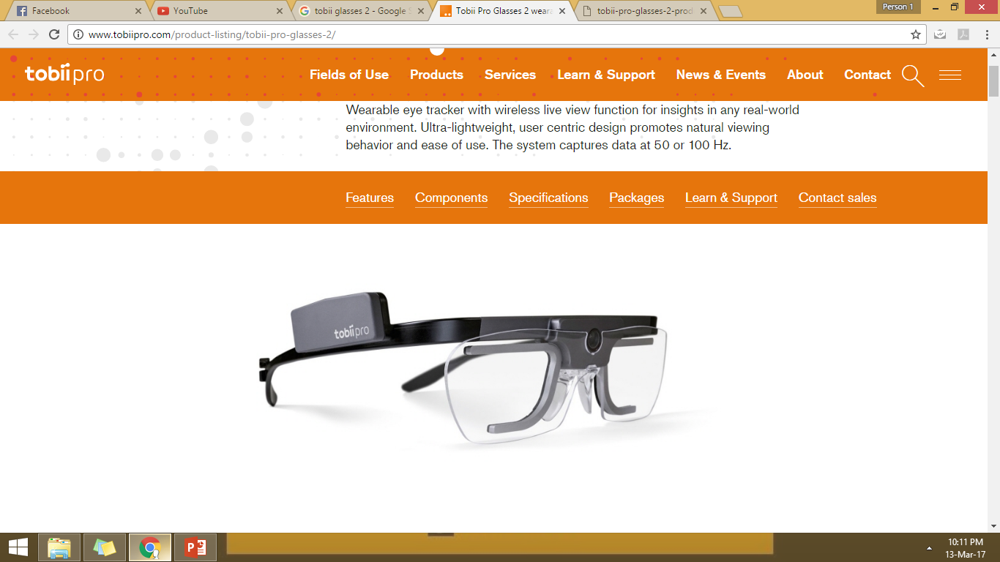 Facebook
YouTube
tobii glasses 2 - Google S
Tobii Pro Glasses 2 weara
tobii-pro-glasses-2-prod
Person 1
www.tobiipro.com/product-listing/tobii-pro-glasses-2/
tobiipro
Fields of Use Products Services Learn & Support News & Events About Contact
Wearable eye tracker with wireless live view function for insights in any real-world
environment. Ultra-lightweight, user centric design promotes natural viewing
behavior and ease of use. The system captures data at 50 or 100 Hz.
Features Components Specifications Packages Learn & Support Contact sales
tobiipro
10:11 PM
13-Mar-17